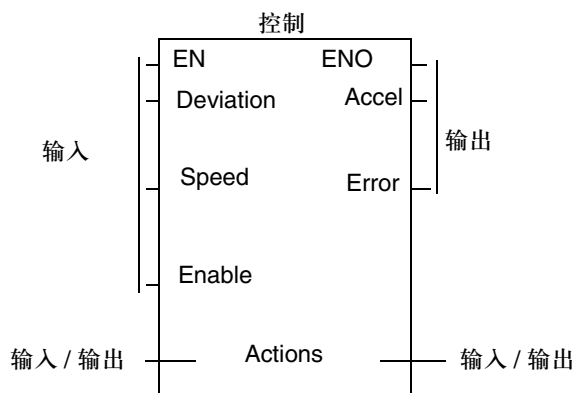 控制
EN ENO
Deviation Accel
输入 输出
Speed Error
Enable
输入 / 输出 Actions 输入 / 输出